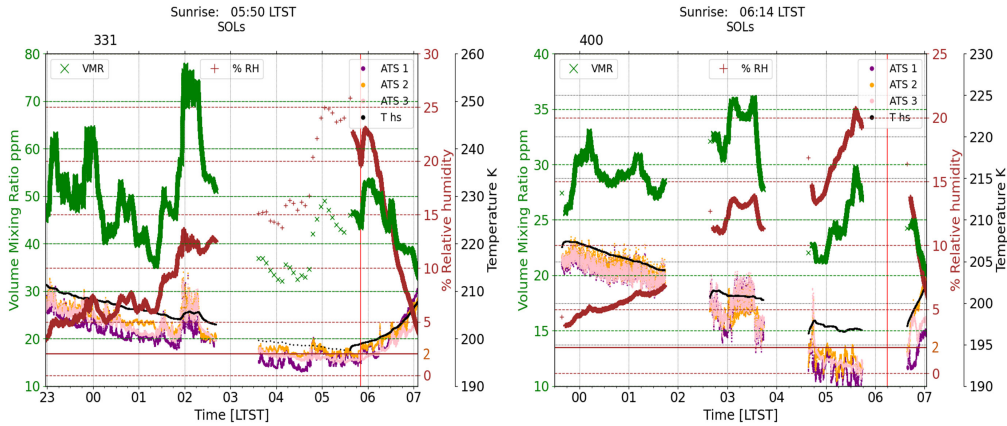 Sunrise: 05:50 LTST
SOLs
331
80
70
60
50
40
30
20
10
Volume Mixing Ratio ppm
× VMR
+ % RH
ATS 1
ATS 2
ATS 3
T hs
30
25
20
15
10
5
2
0
% Relative humidity
260
250
240
230
220
210
200
190
Temperature K
23 00 01 02 03 04 05 06 07
Time [LTST]
Sunrise: 06:14 LTST
SOLs
400
40
35
30
25
20
15
10
Volume Mixing Ratio ppm
× VMR
+ % RH
ATS 1
ATS 2
ATS 3
T hs
25
20
15
10
5
2
0
% Relative humidity
230
225
220
215
210
205
200
195
190
Temperature K
00 01 02 03 04 05 06 07
Time [LTST]